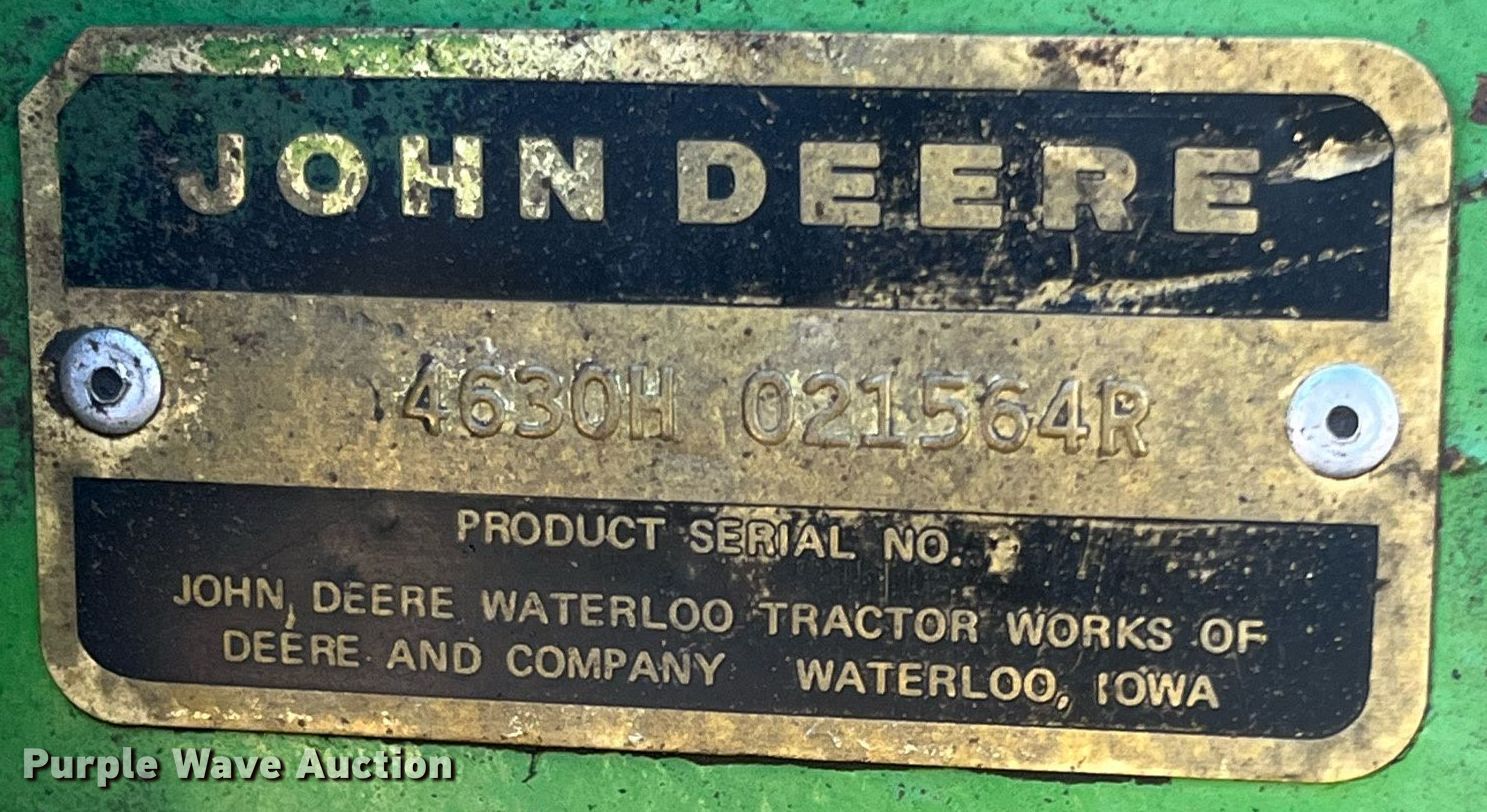 JOHN DEERE
4630H 021564R
PRODUCT SERIAL NO.
JOHN DEERE WATERLOO TRACTOR WORKS OF
DEERE AND COMPANY WATERLOO, IOWA
Purple Wave Auction